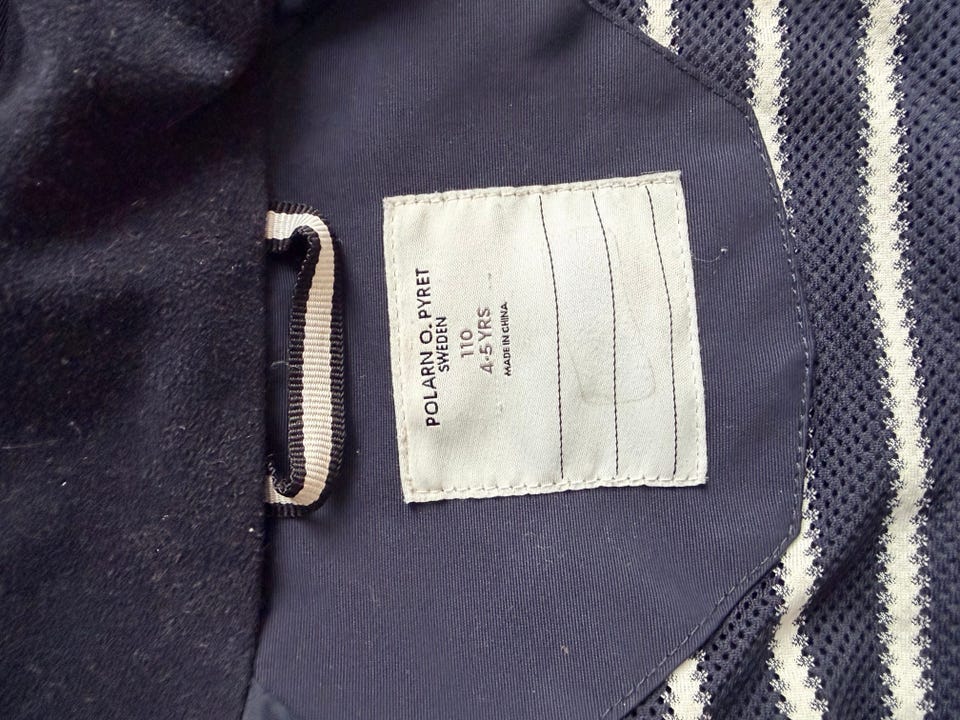 POLARN O. PYRET
SWEDEN
110
4-5 YRS
MADE IN CHINA